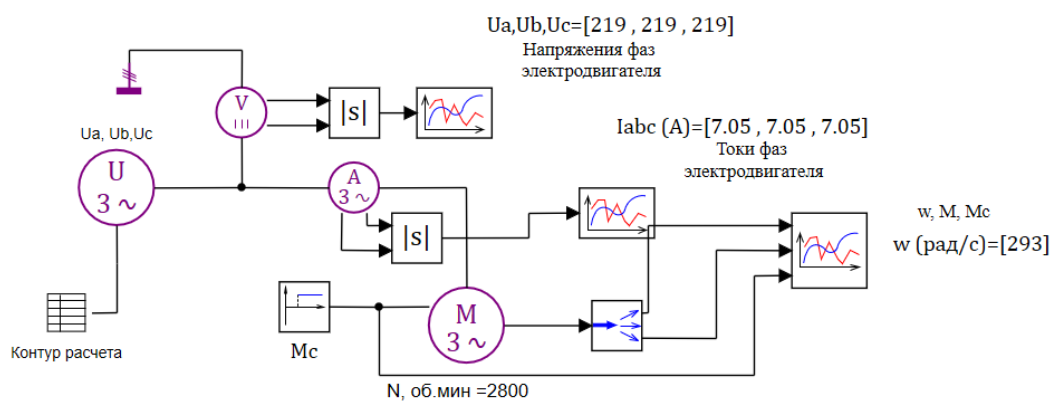 Ua,Ub,Uc=[219 , 219 , 219]
Напряжения фаз
электродвигателя
V
|s|
Ua, Ub,Uc
U
3 ~
Iabc (A)=[7.05 , 7.05 , 7.05]
Токи фаз
электродвигателя
A
3 ~
|s|
w, M, Mc
w (рад/с)=[293]
M
3 ~
Контур расчета
Mc
N, об.мин =2800